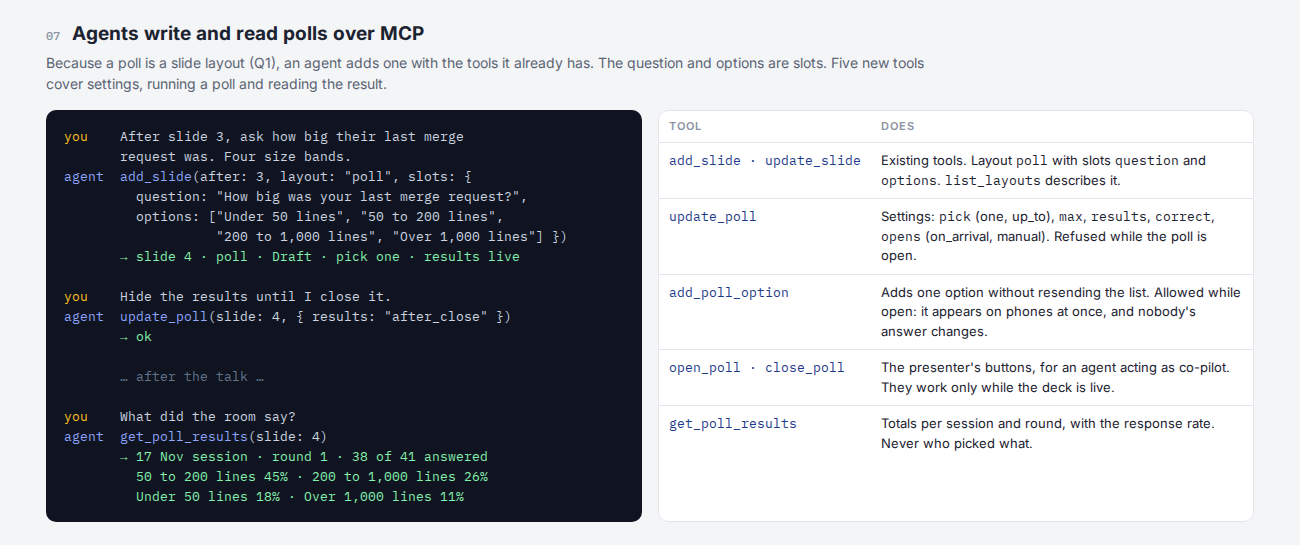 07 Agents write and read polls over MCP
Because a poll is a slide layout (Q1), an agent adds one with the tools it already has. The question and options are slots. Five new tools
cover settings, running a poll and reading the result.
you After slide 3, ask how big their last merge
request was. Four size bands.
agent add_slide(after: 3, layout: "poll", slots: {
question: "How big was your last merge request?",
options: ["Under 50 lines", "50 to 200 lines",
"200 to 1,000 lines", "Over 1,000 lines"] })
→ slide 4 · poll · Draft · pick one · results live
you Hide the results until I close it.
agent update_poll(slide: 4, { results: "after_close" })
→ ok
… after the talk …
you What did the room say?
agent get_poll_results(slide: 4)
→ 17 Nov session · round 1 · 38 of 41 answered
50 to 200 lines 45% · 200 to 1,000 lines 26%
Under 50 lines 18% · Over 1,000 lines 11%
TOOL DOES
add_slide · update_slide Existing tools. Layout poll with slots question and
options. list_layouts describes it.
update_poll Settings: pick (one, up_to), max, results, correct,
opens (on_arrival, manual). Refused while the poll is
open.
add_poll_option Adds one option without resending the list. Allowed while
open: it appears on phones at once, and nobody's
answer changes.
open_poll · close_poll The presenter's buttons, for an agent acting as co-pilot.
They work only while the deck is live.
get_poll_results Totals per session and round, with the response rate.
Never who picked what.